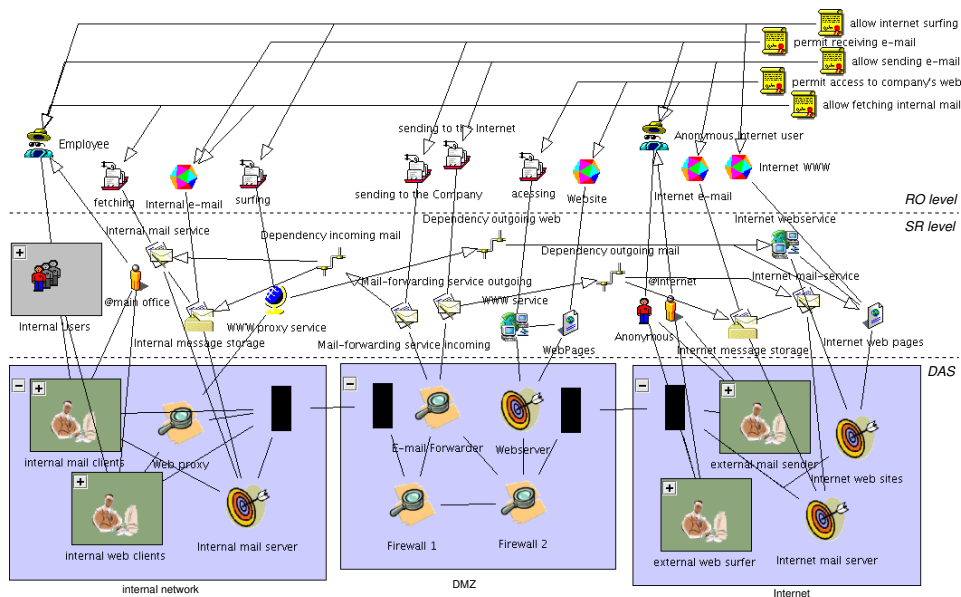 allow internet surfing
permit receiving e-mail
allow sending e-mail
permit access to company's web
allow fetching internal mail
Employee
sending to the Internet
Anonymous Internet user
Internet WWW
fetching
Internal e-mail
surfing
sending to the Company
acessing
Website
Internet e-mail
RO level
SR level
Internal mail service
Dependency incoming mail
Dependency outgoing web
Dependency outgoing mail
Internet webservice
@main office
Mail-forwarding service outgoing
WWW service
@Internet
Internet mail-service
Internal Users
Internal message storage
WWW proxy service
Mail-forwarding service incoming
WebPages
Anonymous
Internet message storage
Internet web pages
DAS
internal mail clients
Web proxy
E-mail Forwarder
Webserver
external mail sender
Internet web sites
internal web clients
Internal mail server
Firewall 1
Firewall 2
external web surfer
Internet mail server
internal network
DMZ
Internet